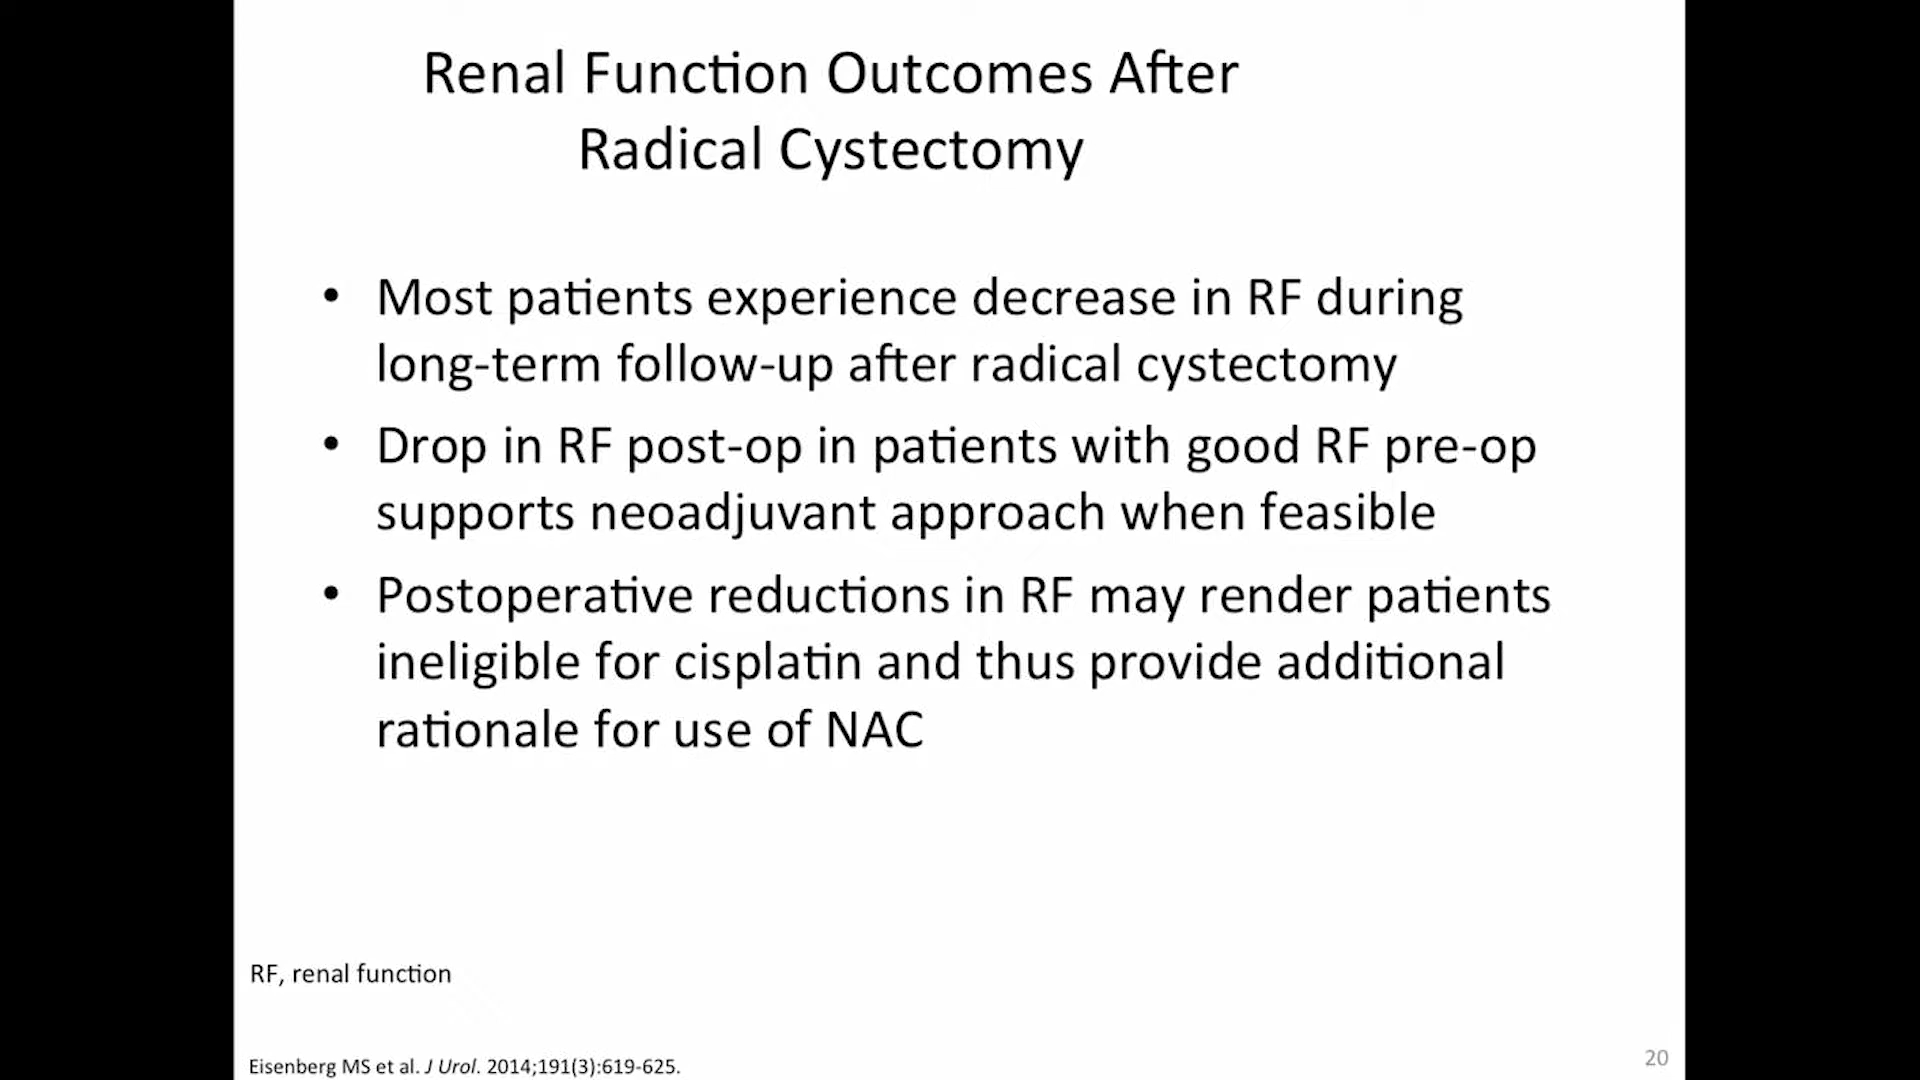 Renal Function Outcomes After
Radical Cystectomy
• Most patients experience decrease in RF during
long-term follow-up after radical cystectomy
• Drop in RF post-op in patients with good RF pre-op
supports neoadjuvant approach when feasible
• Postoperative reductions in RF may render patients
ineligible for cisplatin and thus provide additional
rationale for use of NAC
RF, renal function
Eisenberg MS et al. J Urol. 2014;191(3):619-625.
20